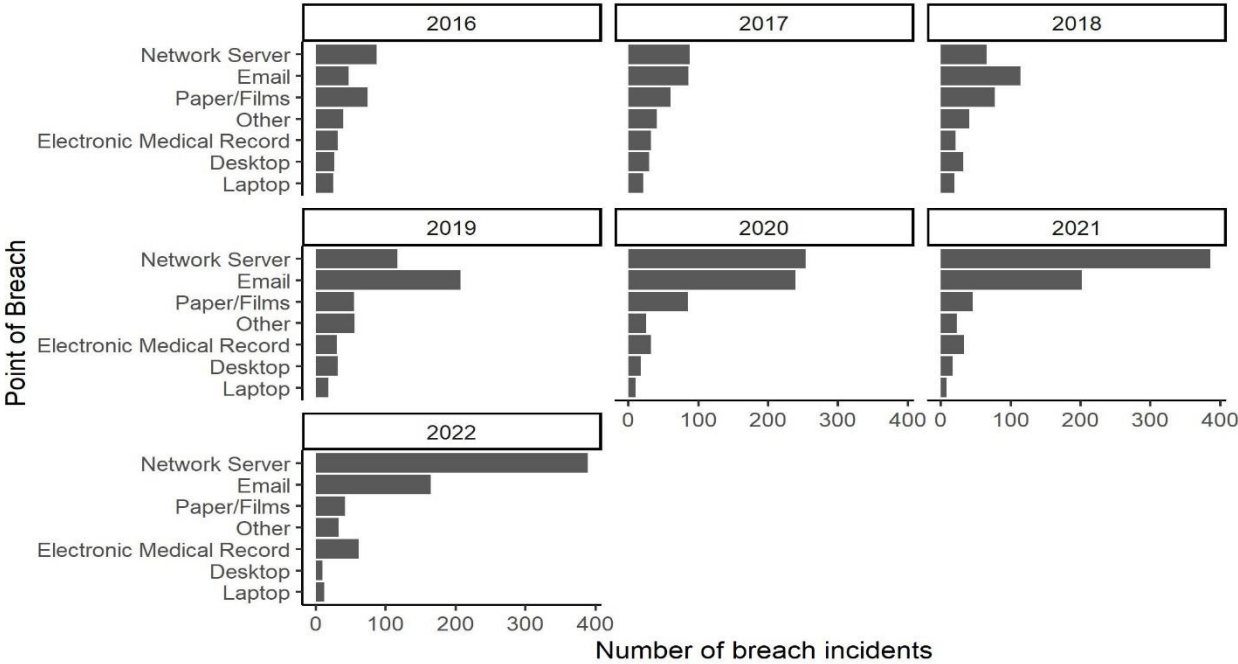 2016
2017
2018
Network Server
Email
Paper/Films
Other
Electronic Medical Record
Desktop
Laptop
2019
2020
2021
Network Server
Email
Paper/Films
Other
Electronic Medical Record
Desktop
Laptop
0 100 200 300 400
0 100 200 300 400
2022
Network Server
Email
Paper/Films
Other
Electronic Medical Record
Desktop
Laptop
0 100 200 300 400
Number of breach incidents
Point of Breach